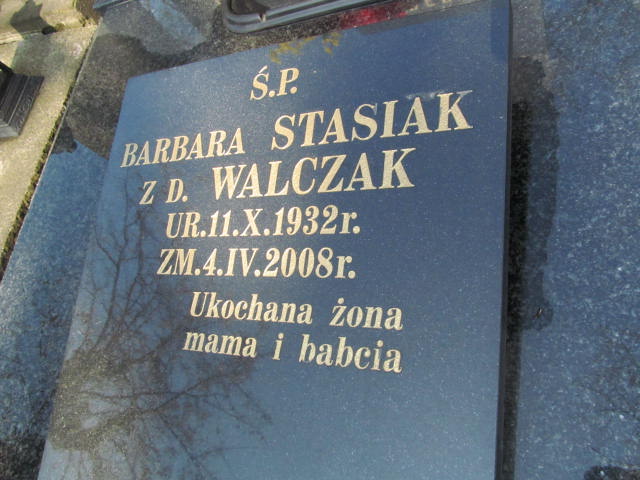 Ś.P.
BARBARA STASIAK
Z D. WALCZAK
UR.11.X.1932r.
ZM.4.IV.2008r.
Ukochana żona
mama i babcia